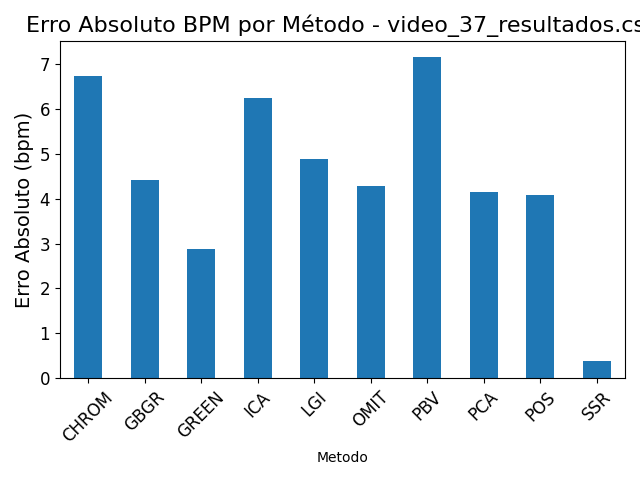 Erro Absoluto BPM por Método - video_37_resultados.cs
Erro Absoluto (bpm)
7
6
5
4
3
2
1
0
CHROM
GBGR
GREEN
ICA
LGI
OMIT
PBV
PCA
POS
SSR
Metodo